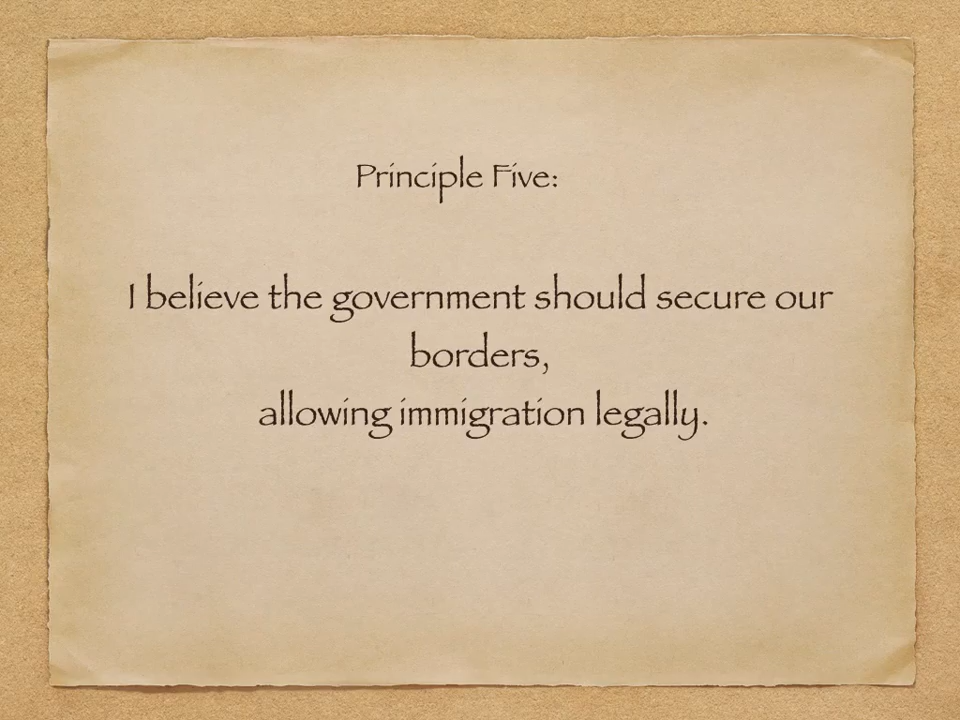 Principle Five:
I believe the government should secure our
borders,
allowing immigration legally.